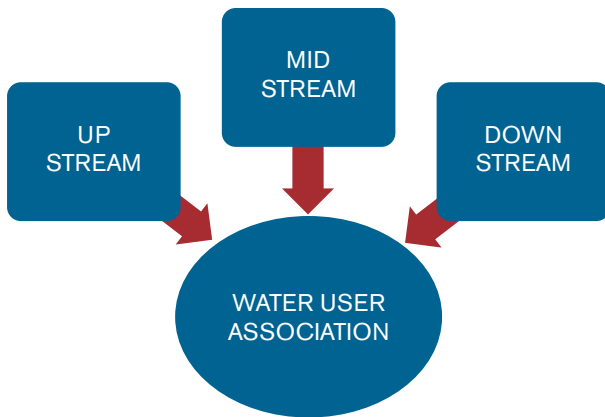 UP
STREAM
MID
STREAM
DOWN
STREAM
WATER USER
ASSOCIATION